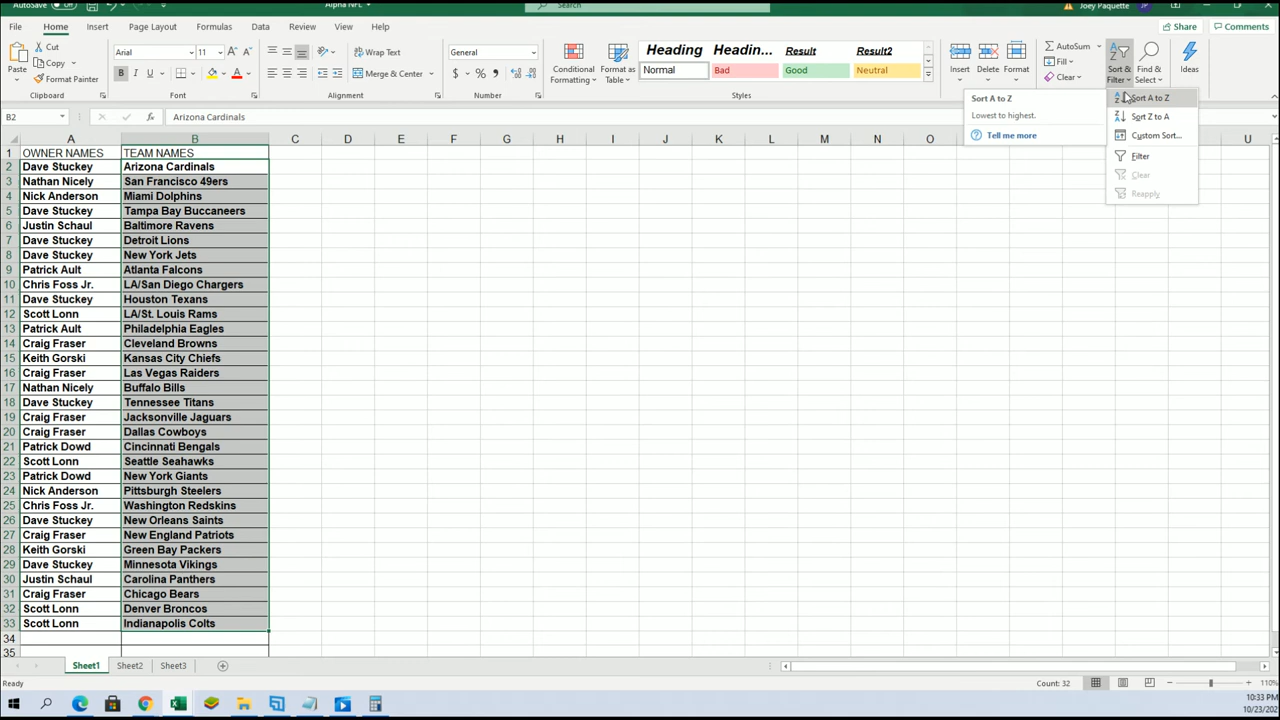 AutoSave
Alpha NFL
Search
Joey Paquette
File Home Insert Page Layout Formulas Data Review View Help
Share Comments
Paste
Cut
Copy
Format Painter
Clipboard
Arial 11
B I U
Font
Wrap Text
Merge & Center
Alignment
General
$ % 9
Number
Conditional Formatting
Format as Table
Heading Headin... Result Result2
Normal Bad Good Neutral
Styles
Insert Delete Format
Cells
AutoSum
Fill
Clear
Sort & Filter
Find & Select
Ideas
Sort A to Z
Lowest to highest.
Tell me more
Sort A to Z
Sort Z to A
Custom Sort...
Filter
Clear
Reapply
B2 fx Arizona Cardinals
A B C D E F G H I J K L M N O U
1 OWNER NAMES TEAM NAMES
2 Dave Stuckey Arizona Cardinals
3 Nathan Nicely San Francisco 49ers
4 Nick Anderson Miami Dolphins
5 Dave Stuckey Tampa Bay Buccaneers
6 Justin Schaul Baltimore Ravens
7 Dave Stuckey Detroit Lions
8 Dave Stuckey New York Jets
9 Patrick Ault Atlanta Falcons
10 Chris Foss Jr. LA/San Diego Chargers
11 Dave Stuckey Houston Texans
12 Scott Lonn LA/St. Louis Rams
13 Patrick Ault Philadelphia Eagles
14 Craig Fraser Cleveland Browns
15 Keith Gorski Kansas City Chiefs
16 Craig Fraser Las Vegas Raiders
17 Nathan Nicely Buffalo Bills
18 Dave Stuckey Tennessee Titans
19 Craig Fraser Jacksonville Jaguars
20 Craig Fraser Dallas Cowboys
21 Patrick Dowd Cincinnati Bengals
22 Scott Lonn Seattle Seahawks
23 Patrick Dowd New York Giants
24 Nick Anderson Pittsburgh Steelers
25 Chris Foss Jr. Washington Redskins
26 Dave Stuckey New Orleans Saints
27 Craig Fraser New England Patriots
28 Keith Gorski Green Bay Packers
29 Dave Stuckey Minnesota Vikings
30 Justin Schaul Carolina Panthers
31 Craig Fraser Chicago Bears
32 Scott Lonn Denver Broncos
33 Scott Lonn Indianapolis Colts
34
35
Sheet1 Sheet2 Sheet3
Ready Count: 32 110%
10:33 PM
10/23/202